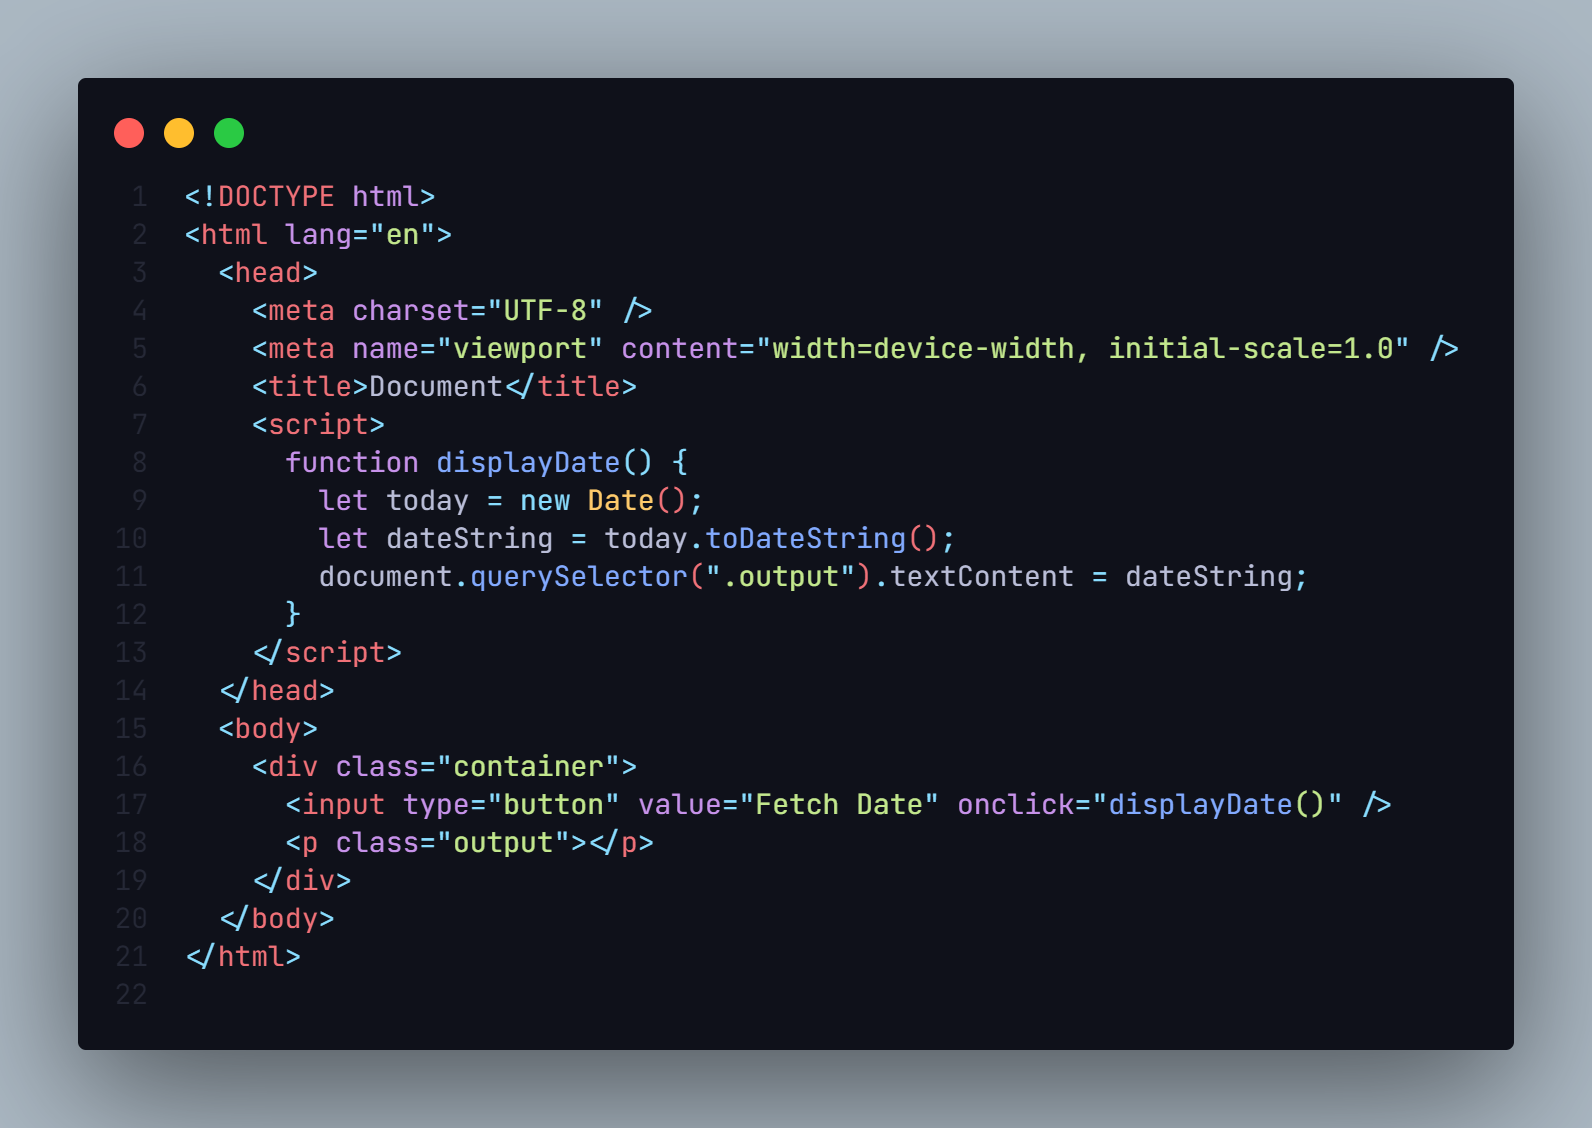 1 <!DOCTYPE html>
2 <html lang="en">
3   <head>
4     <meta charset="UTF-8" />
5     <meta name="viewport" content="width=device-width, initial-scale=1.0" />
6     <title>Document</title>
7     <script>
8       function displayDate() {
9         let today = new Date();
10         let dateString = today.toDateString();
11         document.querySelector(".output").textContent = dateString;
12       }
13     </script>
14   </head>
15   <body>
16     <div class="container">
17       <input type="button" value="Fetch Date" onclick="displayDate()" />
18       <p class="output"></p>
19     </div>
20   </body>
21 </html>
22